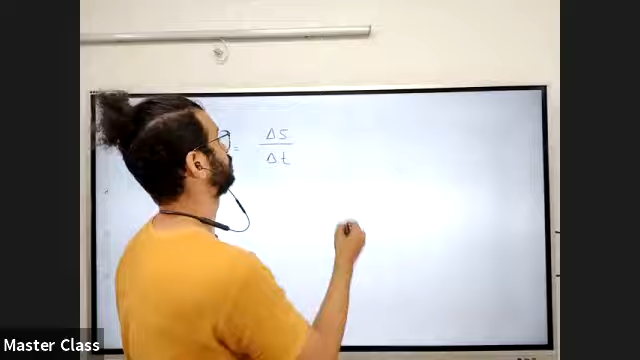 = ΔS
Δt
Master Class